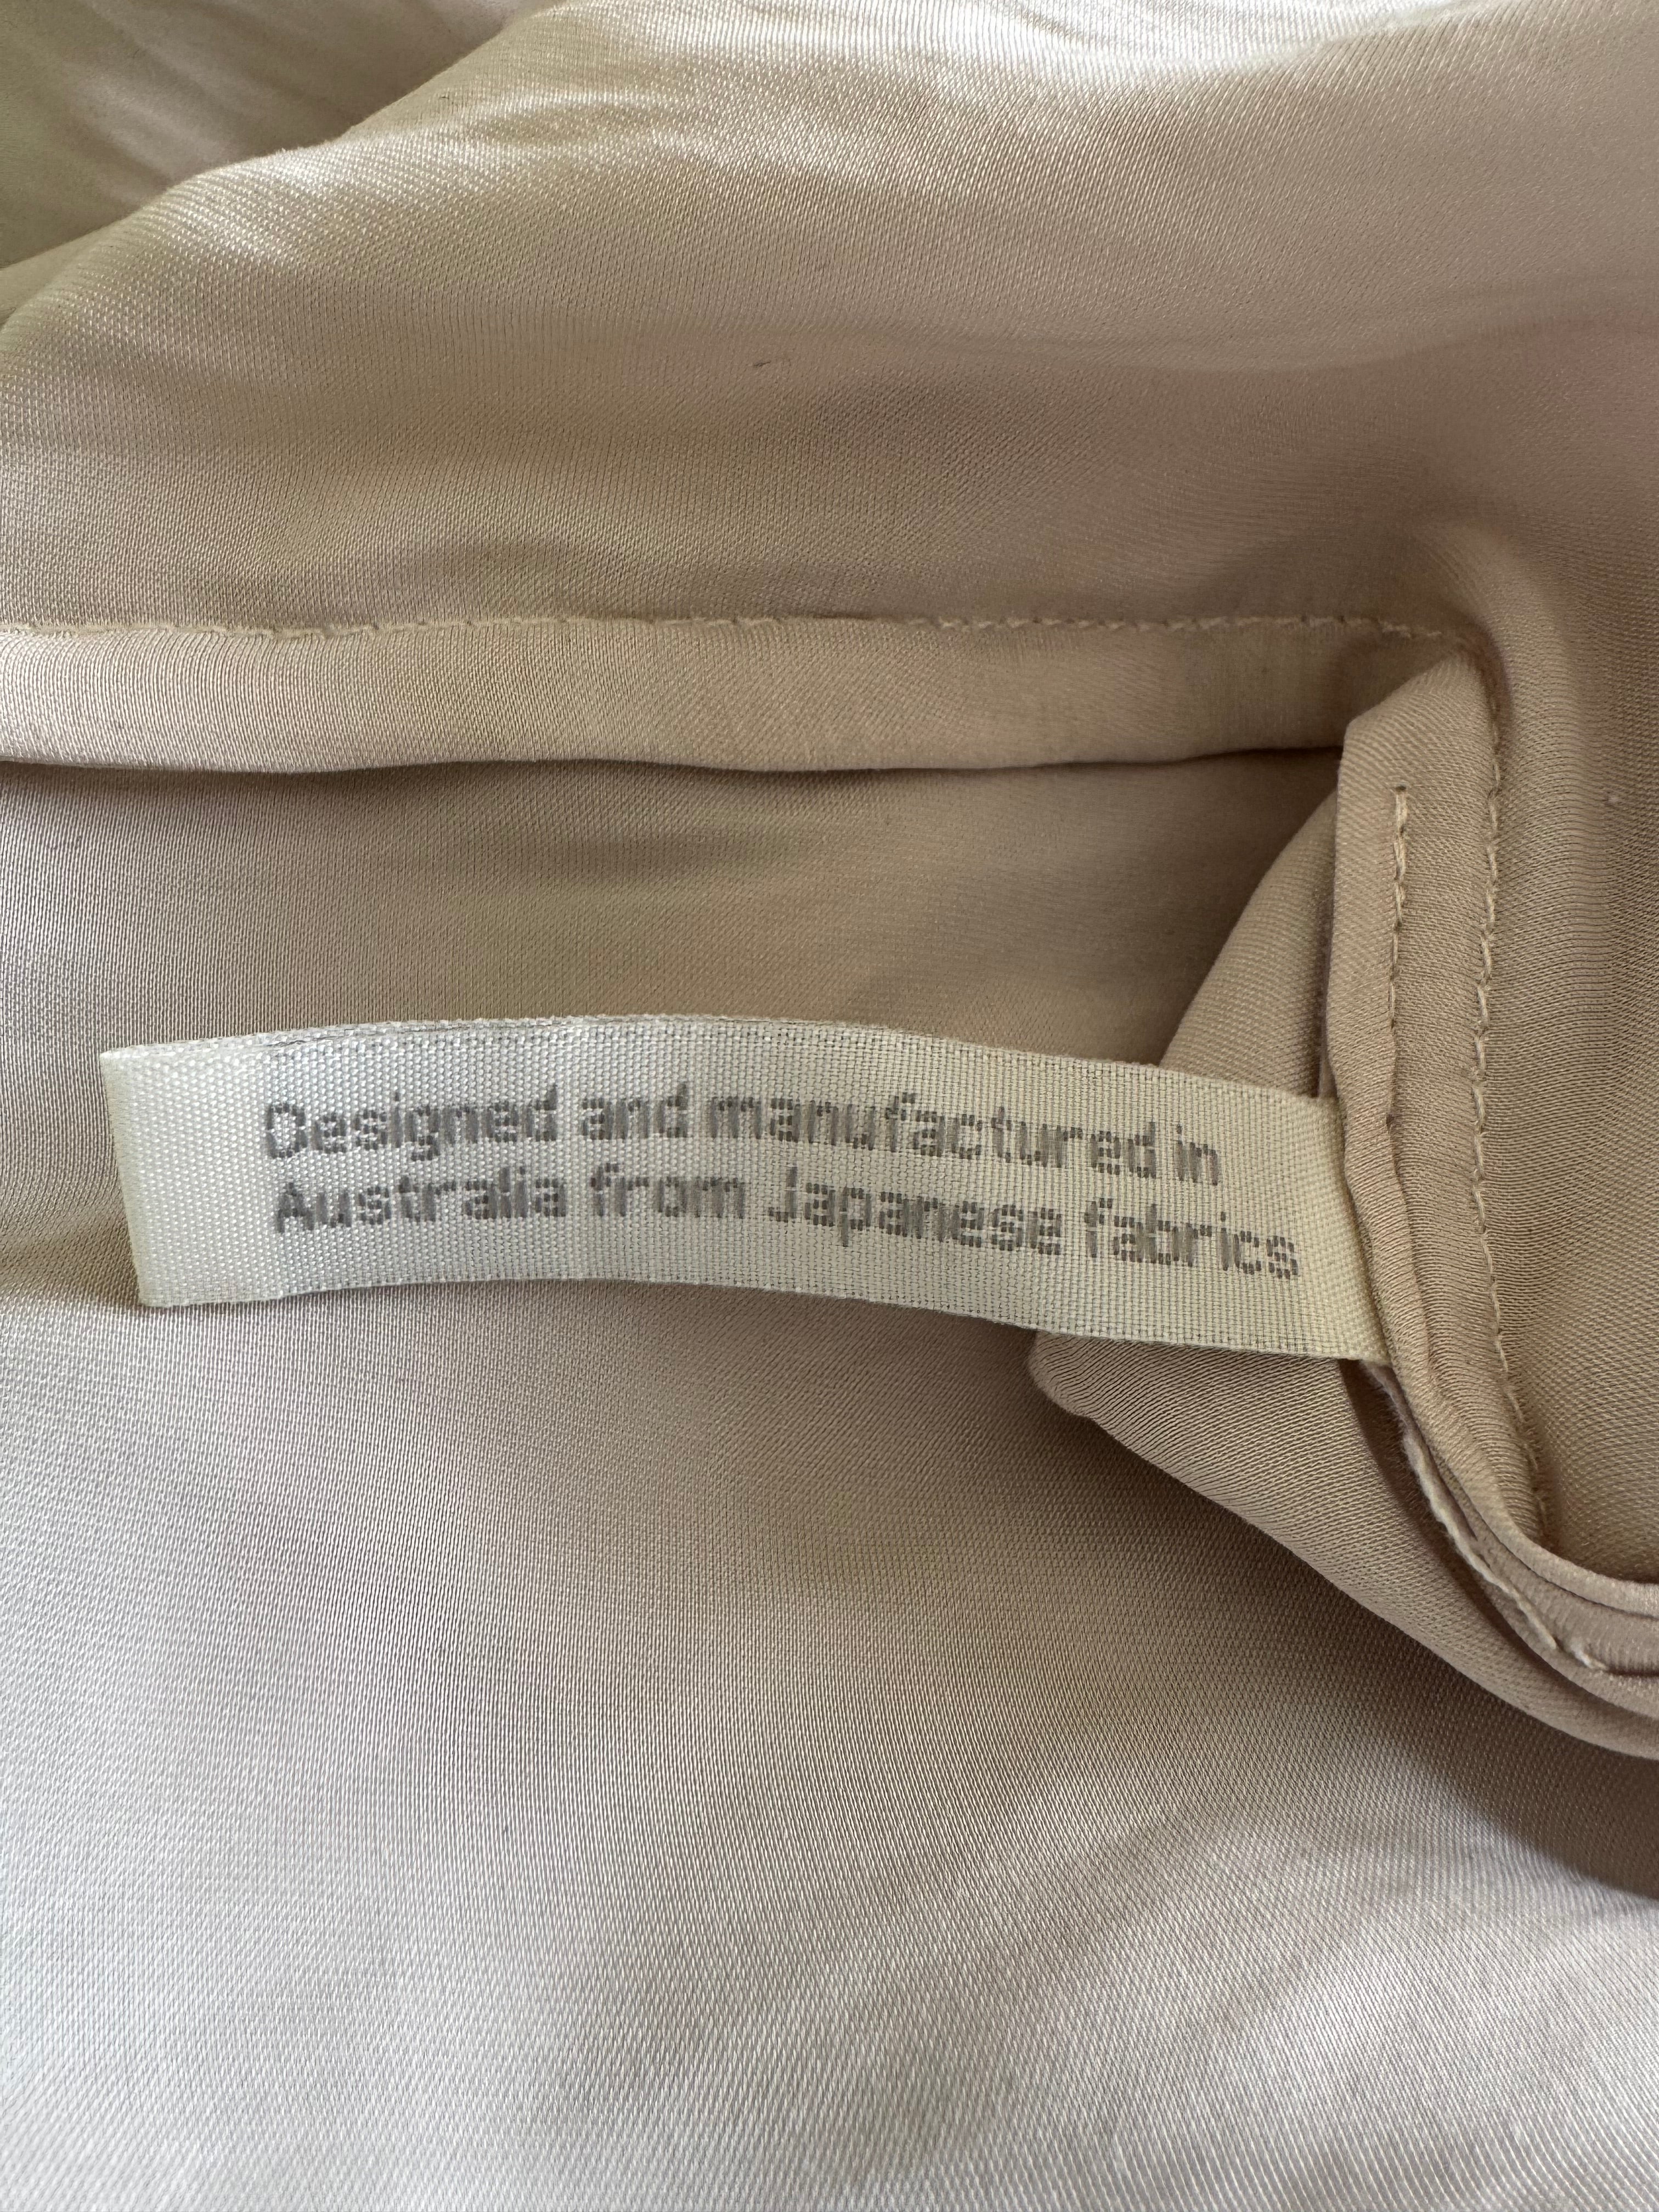 Designed and manufactured in
Australia from Japanese fabrics